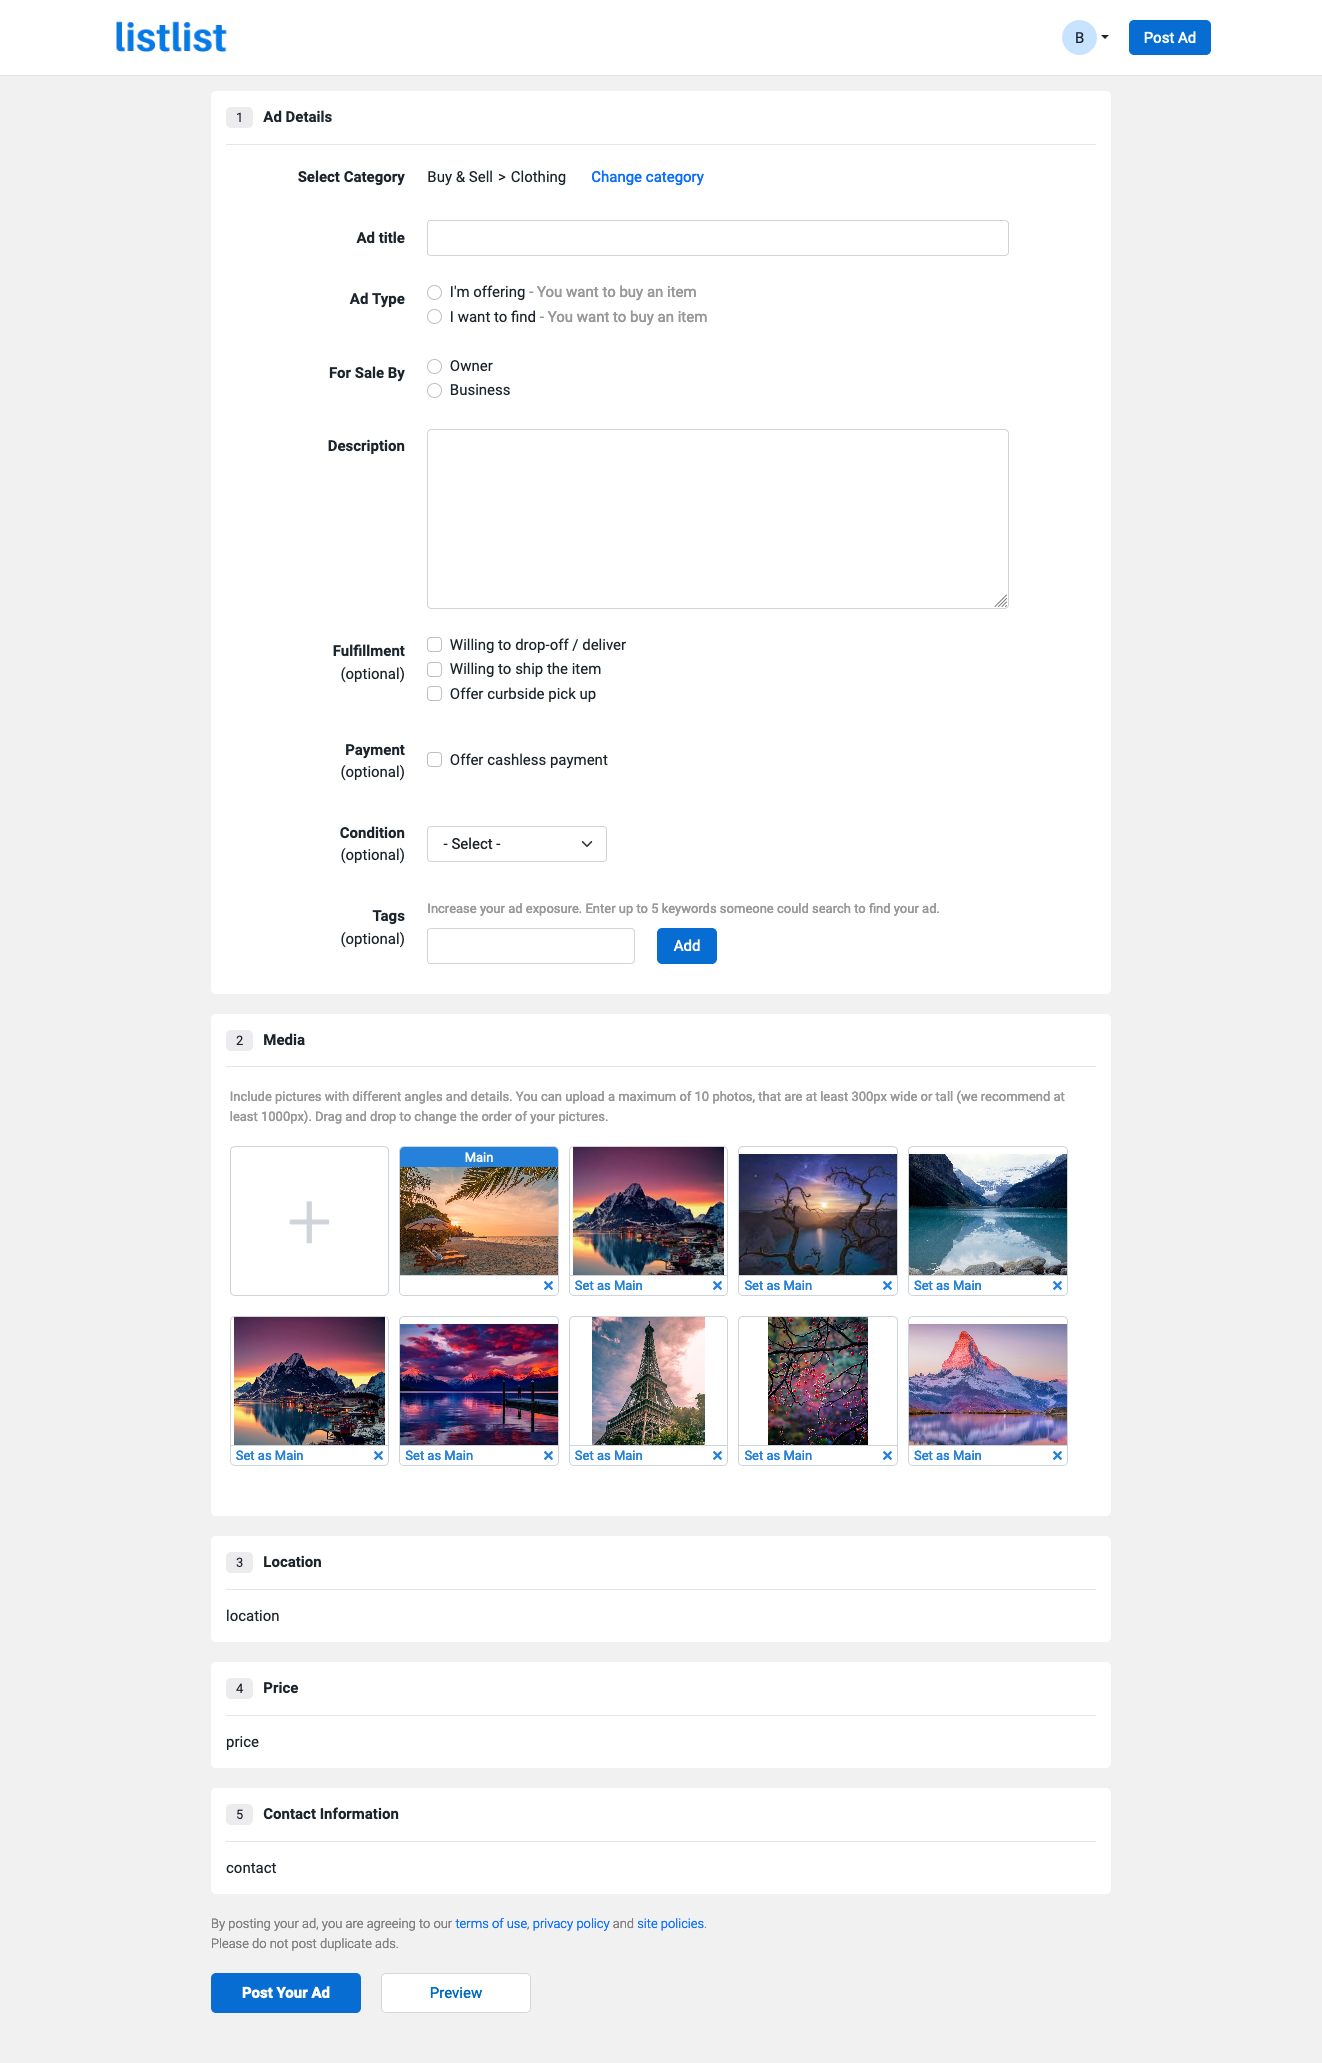 listlist
B
Post Ad
1 Ad Details
Select Category Buy & Sell > Clothing Change category
Ad title
Ad Type
I'm offering - You want to buy an item
I want to find - You want to buy an item
For Sale By
Owner
Business
Description
Fulfillment
(optional)
Willing to drop-off / deliver
Willing to ship the item
Offer curbside pick up
Payment
(optional)
Offer cashless payment
Condition
(optional)
- Select -
Tags
(optional)
Increase your ad exposure. Enter up to 5 keywords someone could search to find your ad.
Add
2 Media
Include pictures with different angles and details. You can upload a maximum of 10 photos, that are at least 300px wide or tall (we recommend at
least 1000px). Drag and drop to change the order of your pictures.
Main
Set as Main
Set as Main
Set as Main
Set as Main
Set as Main
Set as Main
Set as Main
Set as Main
3 Location
location
4 Price
price
5 Contact Information
contact
By posting your ad, you are agreeing to our terms of use, privacy policy and site policies.
Please do not post duplicate ads.
Post Your Ad
Preview